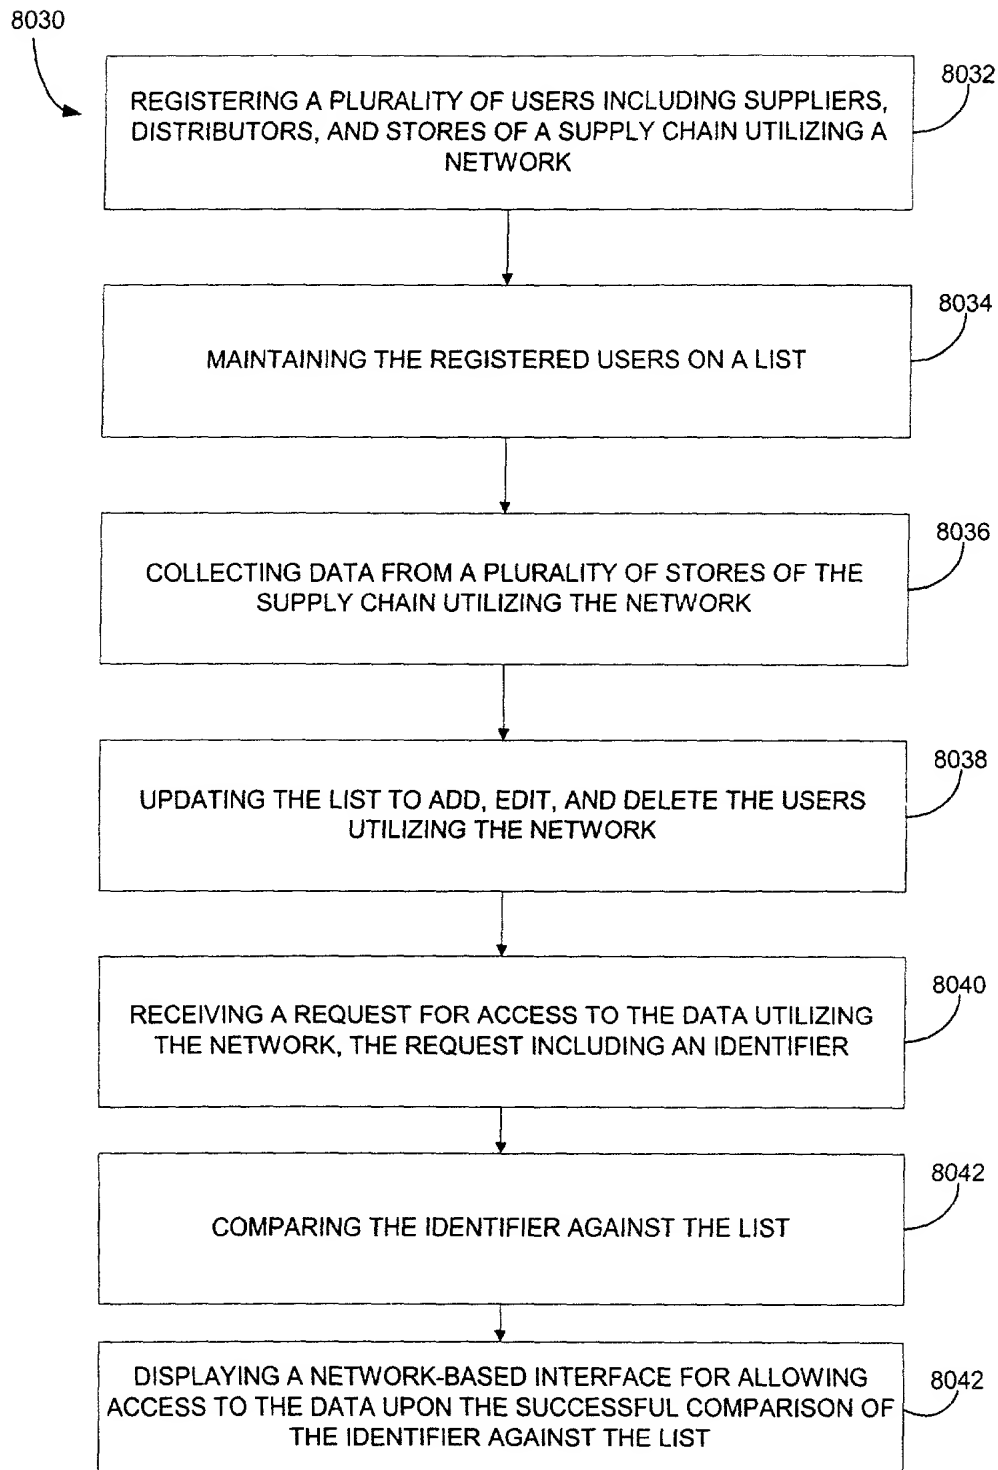 8030
8032
REGISTERING A PLURALITY OF USERS INCLUDING SUPPLIERS,
DISTRIBUTORS, AND STORES OF A SUPPLY CHAIN UTILIZING A
NETWORK
8034
MAINTAINING THE REGISTERED USERS ON A LIST
8036
COLLECTING DATA FROM A PLURALITY OF STORES OF THE
SUPPLY CHAIN UTILIZING THE NETWORK
8038
UPDATING THE LIST TO ADD, EDIT, AND DELETE THE USERS
UTILIZING THE NETWORK
8040
RECEIVING A REQUEST FOR ACCESS TO THE DATA UTILIZING
THE NETWORK, THE REQUEST INCLUDING AN IDENTIFIER
8042
COMPARING THE IDENTIFIER AGAINST THE LIST
8042
DISPLAYING A NETWORK-BASED INTERFACE FOR ALLOWING
ACCESS TO THE DATA UPON THE SUCCESSFUL COMPARISON OF
THE IDENTIFIER AGAINST THE LIST